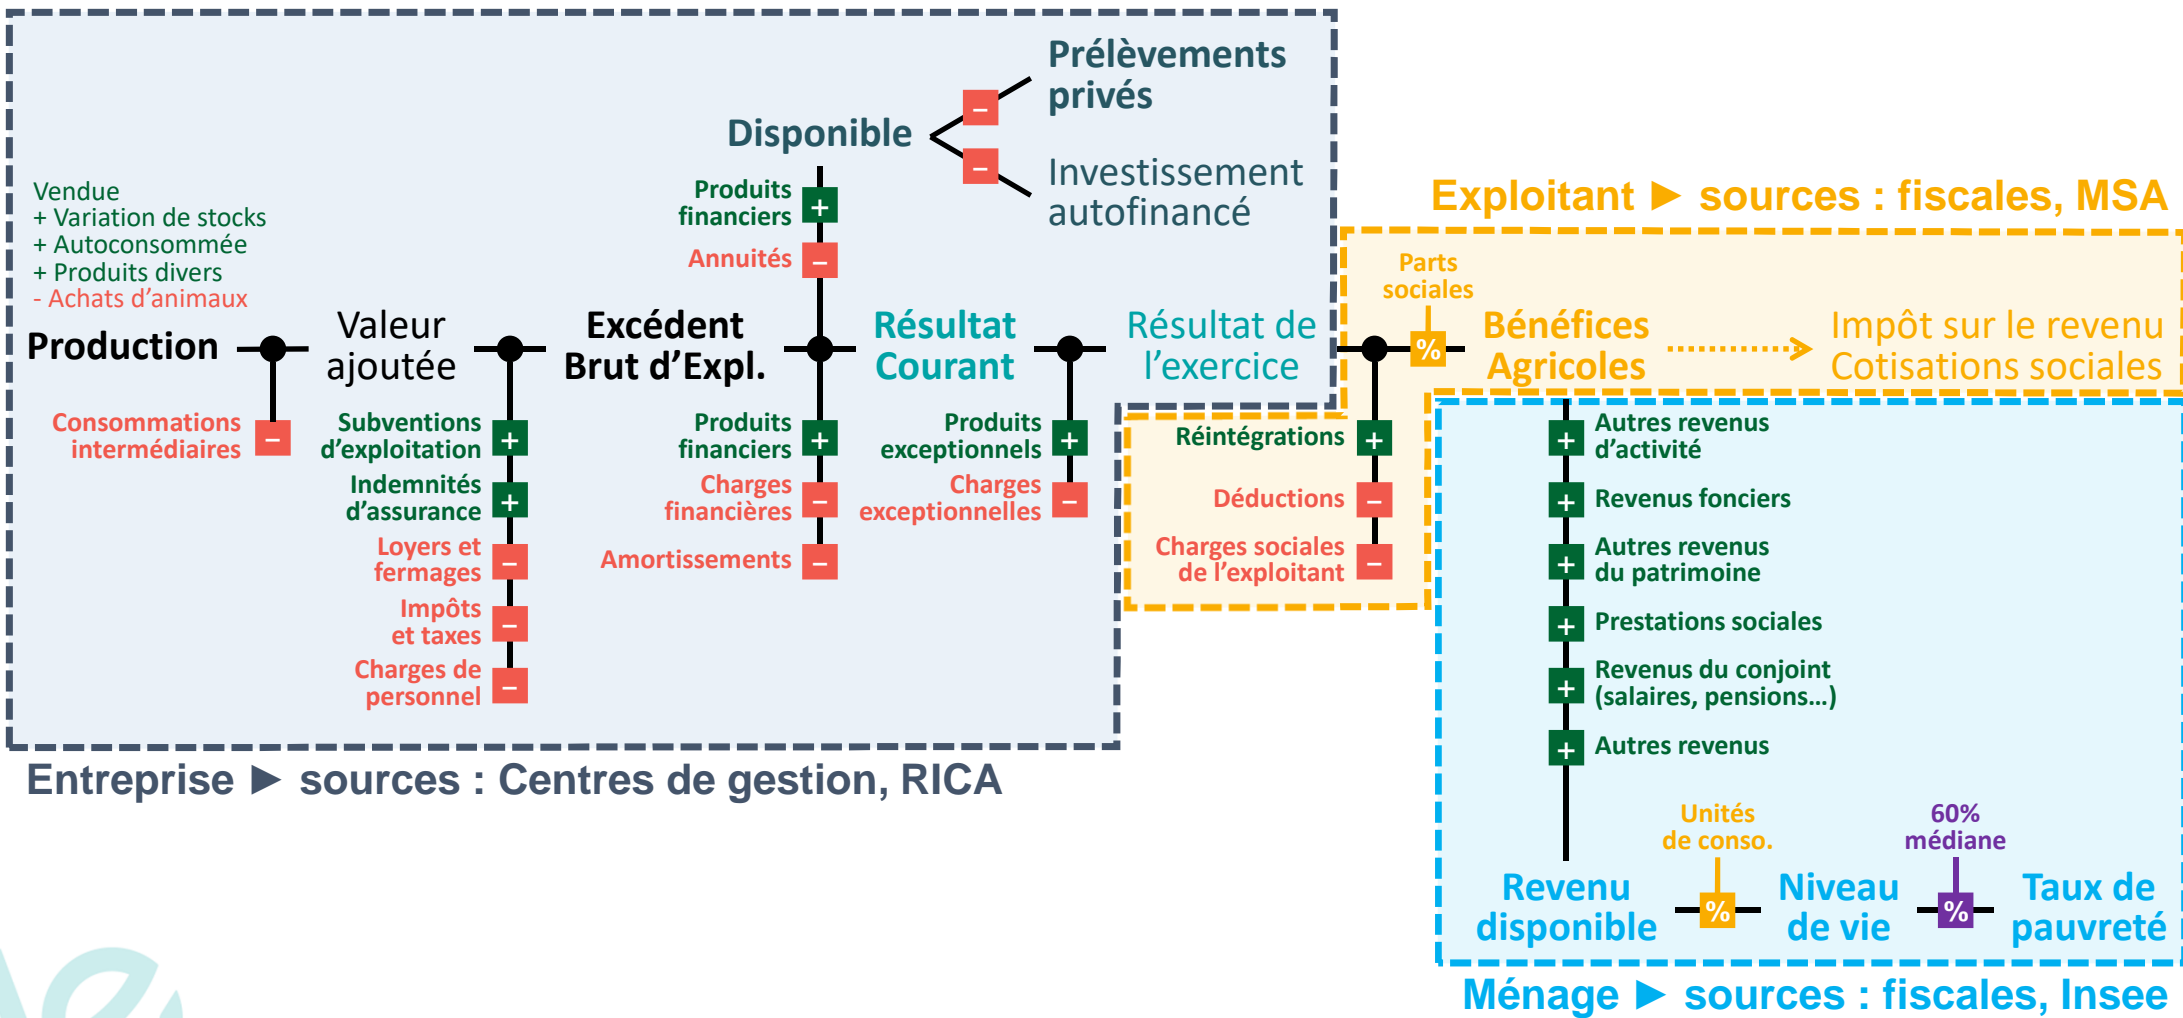 Prélèvements
privés
Disponible
Investissement
autofinancé
Produits
financiers
+
Annuités
–
–
–
Vendue
+ Variation de stocks
+ Autoconsommée
+ Produits divers
- Achats d'animaux
Production
Valeur
ajoutée
Excédent
Brut d'Expl.
Résultat
Courant
Résultat de
l'exercice
Consommations
intermédiaires
–
Subventions
d'exploitation
+
Indemnités
d'assurance
+
Loyers et
fermages
–
Impôts
et taxes
–
Charges de
personnel
–
Produits
financiers
+
Charges
financières
–
Amortissements
–
Produits
exceptionnels
+
Charges
exceptionnelles
–
Entreprise ► sources : Centres de gestion, RICA
Exploitant ► sources : fiscales, MSA
Parts
sociales
%
Bénéfices
Agricoles
Impôt sur le revenu
Cotisations sociales
Réintégrations
+
Déductions
–
Charges sociales
de l'exploitant
–
+
Autres revenus
d'activité
+
Revenus fonciers
+
Autres revenus
du patrimoine
+
Prestations sociales
+
Revenus du conjoint
(salaires, pensions…)
+
Autres revenus
Unités
de conso.
60%
médiane
Revenu
disponible
%
Niveau
de vie
%
Taux de
pauvreté
Ménage ► sources : fiscales, Insee